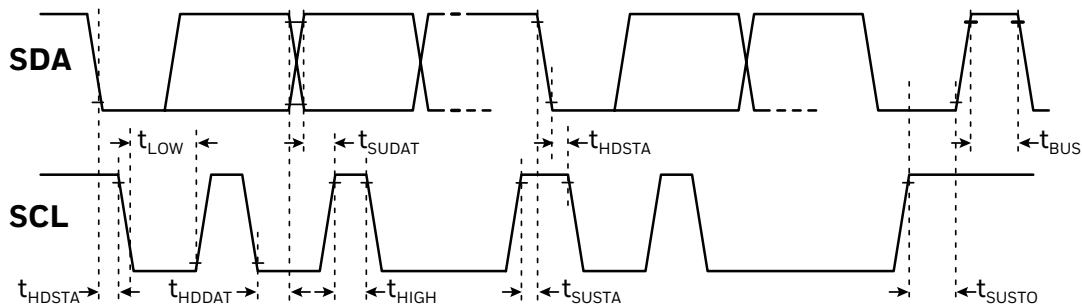 SDA
tLOW tSUDAT tHDSTA tBUS
SCL
tHDSTA tHDDAT tHIGH tSUSTA tSUSTO